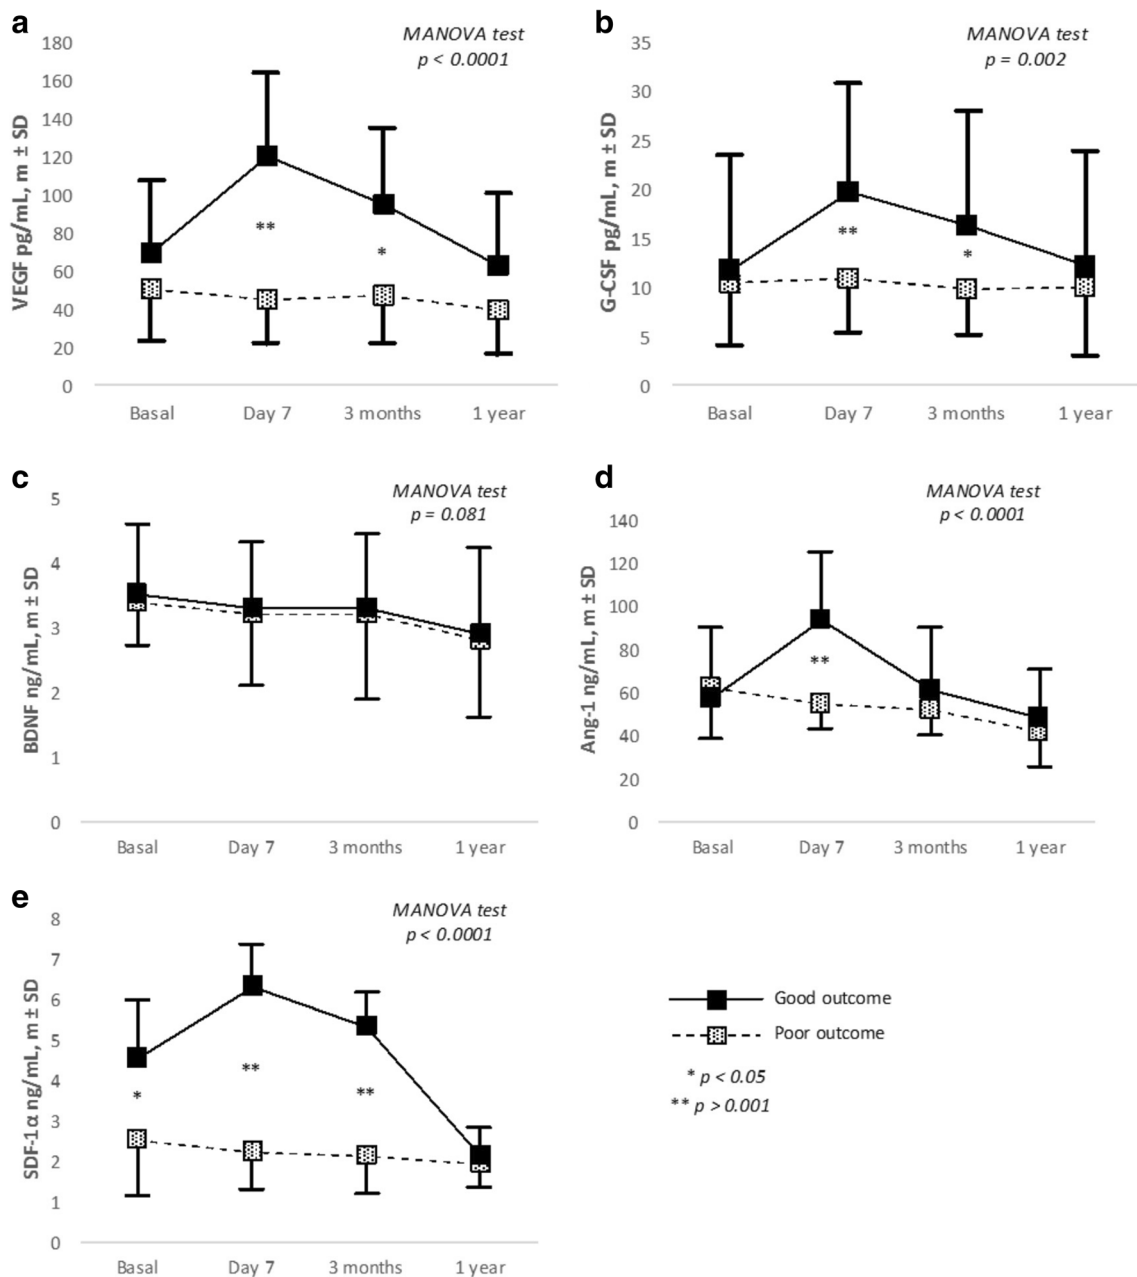 a
MANOVA test
p < 0.0001
VEGF pg/mL, m ± SD
180
160
140
120
100
80
60
40
20
0
**
*
Basal
Day 7
3 months
1 year
b
MANOVA test
p = 0.002
G-CSF pg/mL, m ± SD
35
30
25
20
15
10
5
0
**
*
Basal
Day 7
3 months
1 year
c
MANOVA test
p = 0.081
BDNF ng/mL, m ± SD
5
4
3
2
1
0
Basal
Day 7
3 months
1 year
d
MANOVA test
p < 0.0001
Ang-1 ng/mL, m ± SD
140
120
100
80
60
40
20
0
**
Basal
Day 7
3 months
1 year
e
MANOVA test
p < 0.0001
SDF-1α ng/mL, m ± SD
8
7
6
5
4
3
2
1
0
*
**
**
Basal
Day 7
3 months
1 year
Good outcome
Poor outcome
* p < 0.05
** p > 0.001